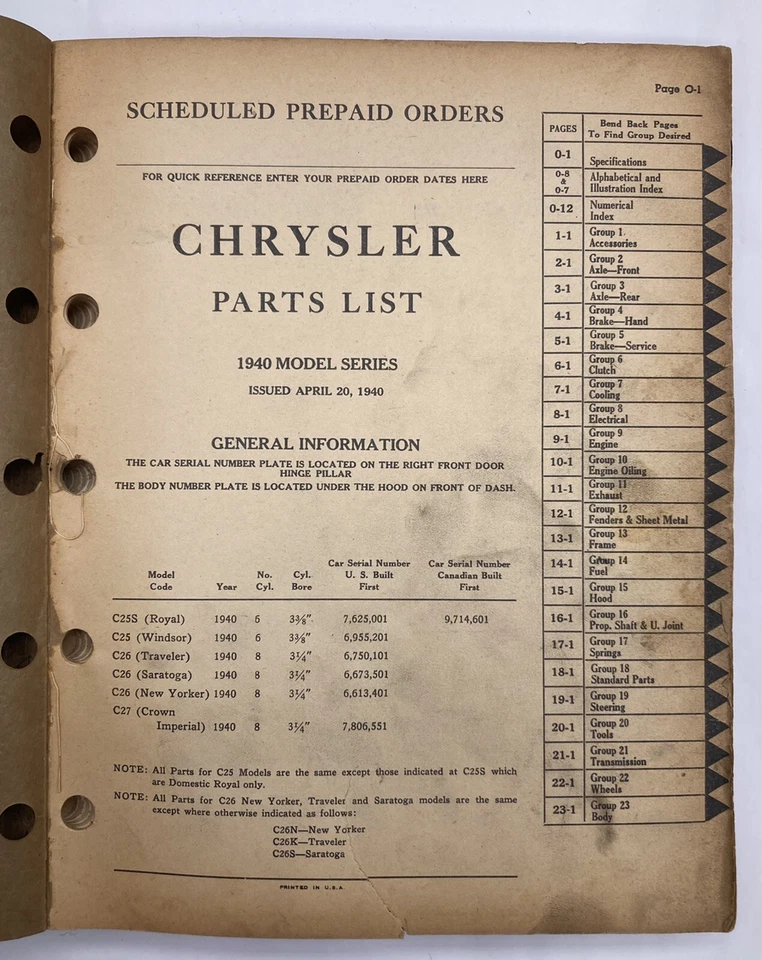 Page O-1
SCHEDULED PREPAID ORDERS
FOR QUICK REFERENCE ENTER YOUR PREPAID ORDER DATES HERE
CHRYSLER
PARTS LIST
1940 MODEL SERIES
ISSUED APRIL 20, 1940
GENERAL INFORMATION
THE CAR SERIAL NUMBER PLATE IS LOCATED ON THE RIGHT FRONT DOOR
HINGE PILLAR
THE BODY NUMBER PLATE IS LOCATED UNDER THE HOOD ON FRONT OF DASH.
Car Serial Number Car Serial Number
Model No. Cyl. U. S. Built Canadian Built
Code Year Cyl. Bore First First
C25S (Royal) 1940 6 3⅜" 7,625,001 9,714,601
C25 (Windsor) 1940 6 3⅜" 6,955,201
C26 (Traveler) 1940 8 3¼" 6,750,101
C26 (Saratoga) 1940 8 3¼" 6,673,501
C26 (New Yorker) 1940 8 3¼" 6,613,401
C27 (Crown
Imperial) 1940 8 3¼" 7,806,551
NOTE: All Parts for C25 Models are the same except those indicated at C25S which
are Domestic Royal only.
NOTE: All Parts for C26 New Yorker, Traveler and Saratoga models are the same
except where otherwise indicated as follows:
C26N—New Yorker
C26K—Traveler
C26S—Saratoga
PRINTED IN U.S.A.
PAGES Bend Back Pages
To Find Group Desired
0-1 Specifications
0-8 Alphabetical and
&
0-7 Illustration Index
0-12 Numerical
Index
1-1 Group 1
Accessories
2-1 Group 2
Axle—Front
3-1 Group 3
Axle—Rear
4-1 Group 4
Brake—Hand
5-1 Group 5
Brake—Service
6-1 Group 6
Clutch
7-1 Group 7
Cooling
8-1 Group 8
Electrical
9-1 Group 9
Engine
10-1 Group 10
Engine Oiling
11-1 Group 11
Exhaust
12-1 Group 12
Fenders & Sheet Metal
13-1 Group 13
Frame
14-1 Group 14
Fuel
15-1 Group 15
Hood
16-1 Group 16
Prop. Shaft & U. Joint
17-1 Group 17
Springs
18-1 Group 18
Standard Parts
19-1 Group 19
Steering
20-1 Group 20
Tools
21-1 Group 21
Transmission
22-1 Group 22
Wheels
23-1 Group 23
Body